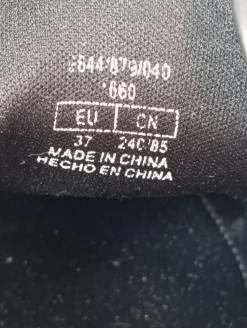 5644/879/040
660
EU CN
37 240/85
MADE IN CHINA
HECHO EN CHINA